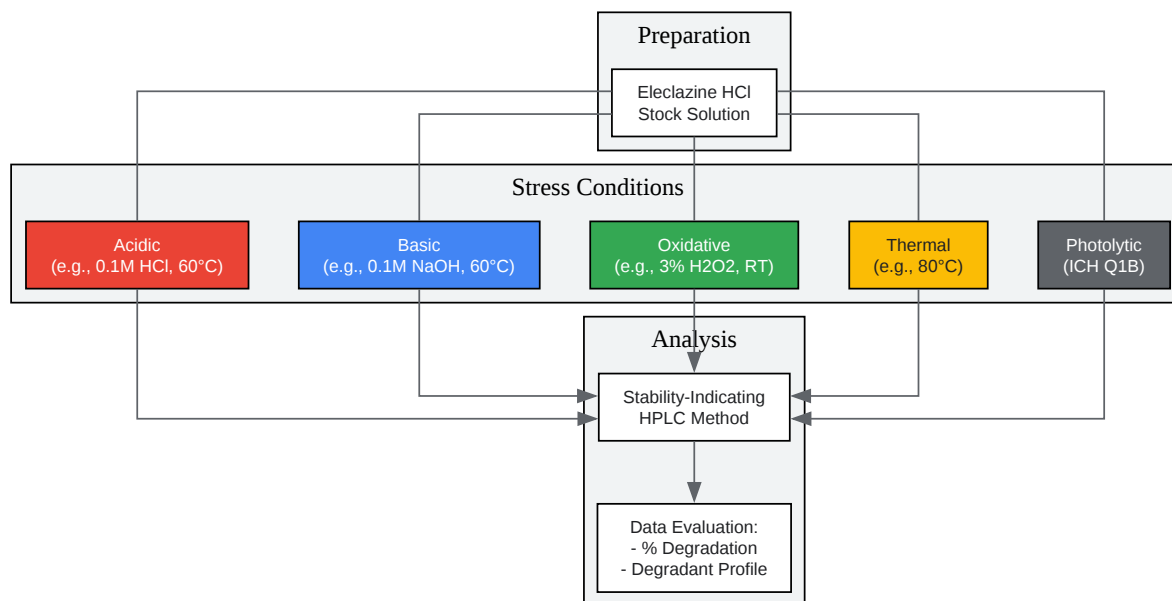 Preparation
Eleclazine HCl
Stock Solution
Stress Conditions
Acidic
(e.g., 0.1M HCl, 60°C)
Basic
(e.g., 0.1M NaOH, 60°C)
Oxidative
(e.g., 3% H2O2, RT)
Thermal
(e.g., 80°C)
Photolytic
(ICH Q1B)
Analysis
Stability-Indicating
HPLC Method
Data Evaluation:
- % Degradation
- Degradant Profile